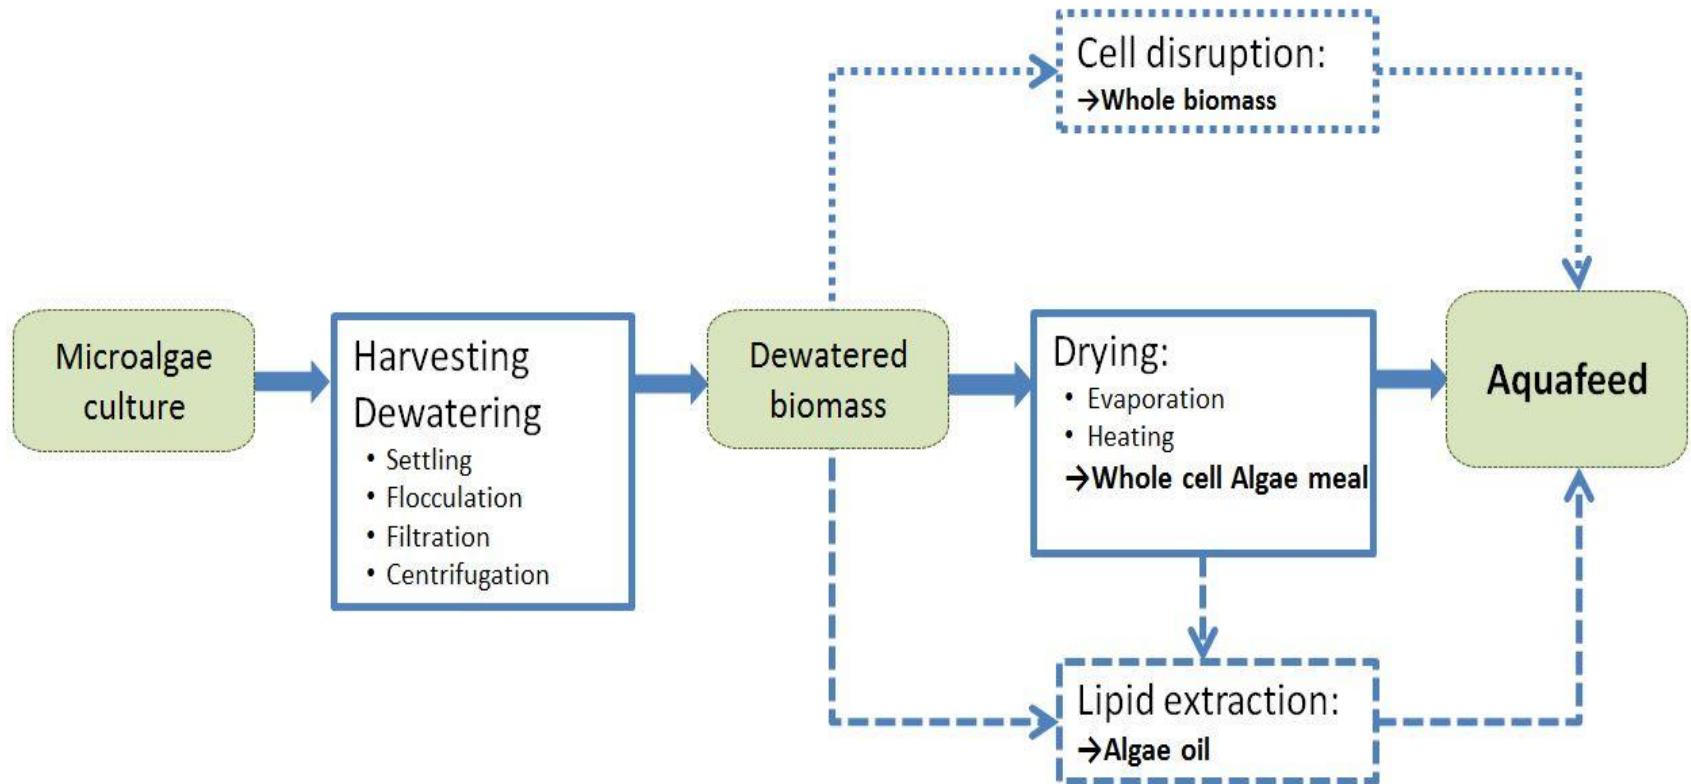 Cell disruption:
→Whole biomass
Microalgae
culture
Harvesting
Dewatering
• Settling
• Flocculation
• Filtration
• Centrifugation
Dewatered
biomass
Drying:
• Evaporation
• Heating
→Whole cell Algae meal
Aquafeed
Lipid extraction:
→Algae oil